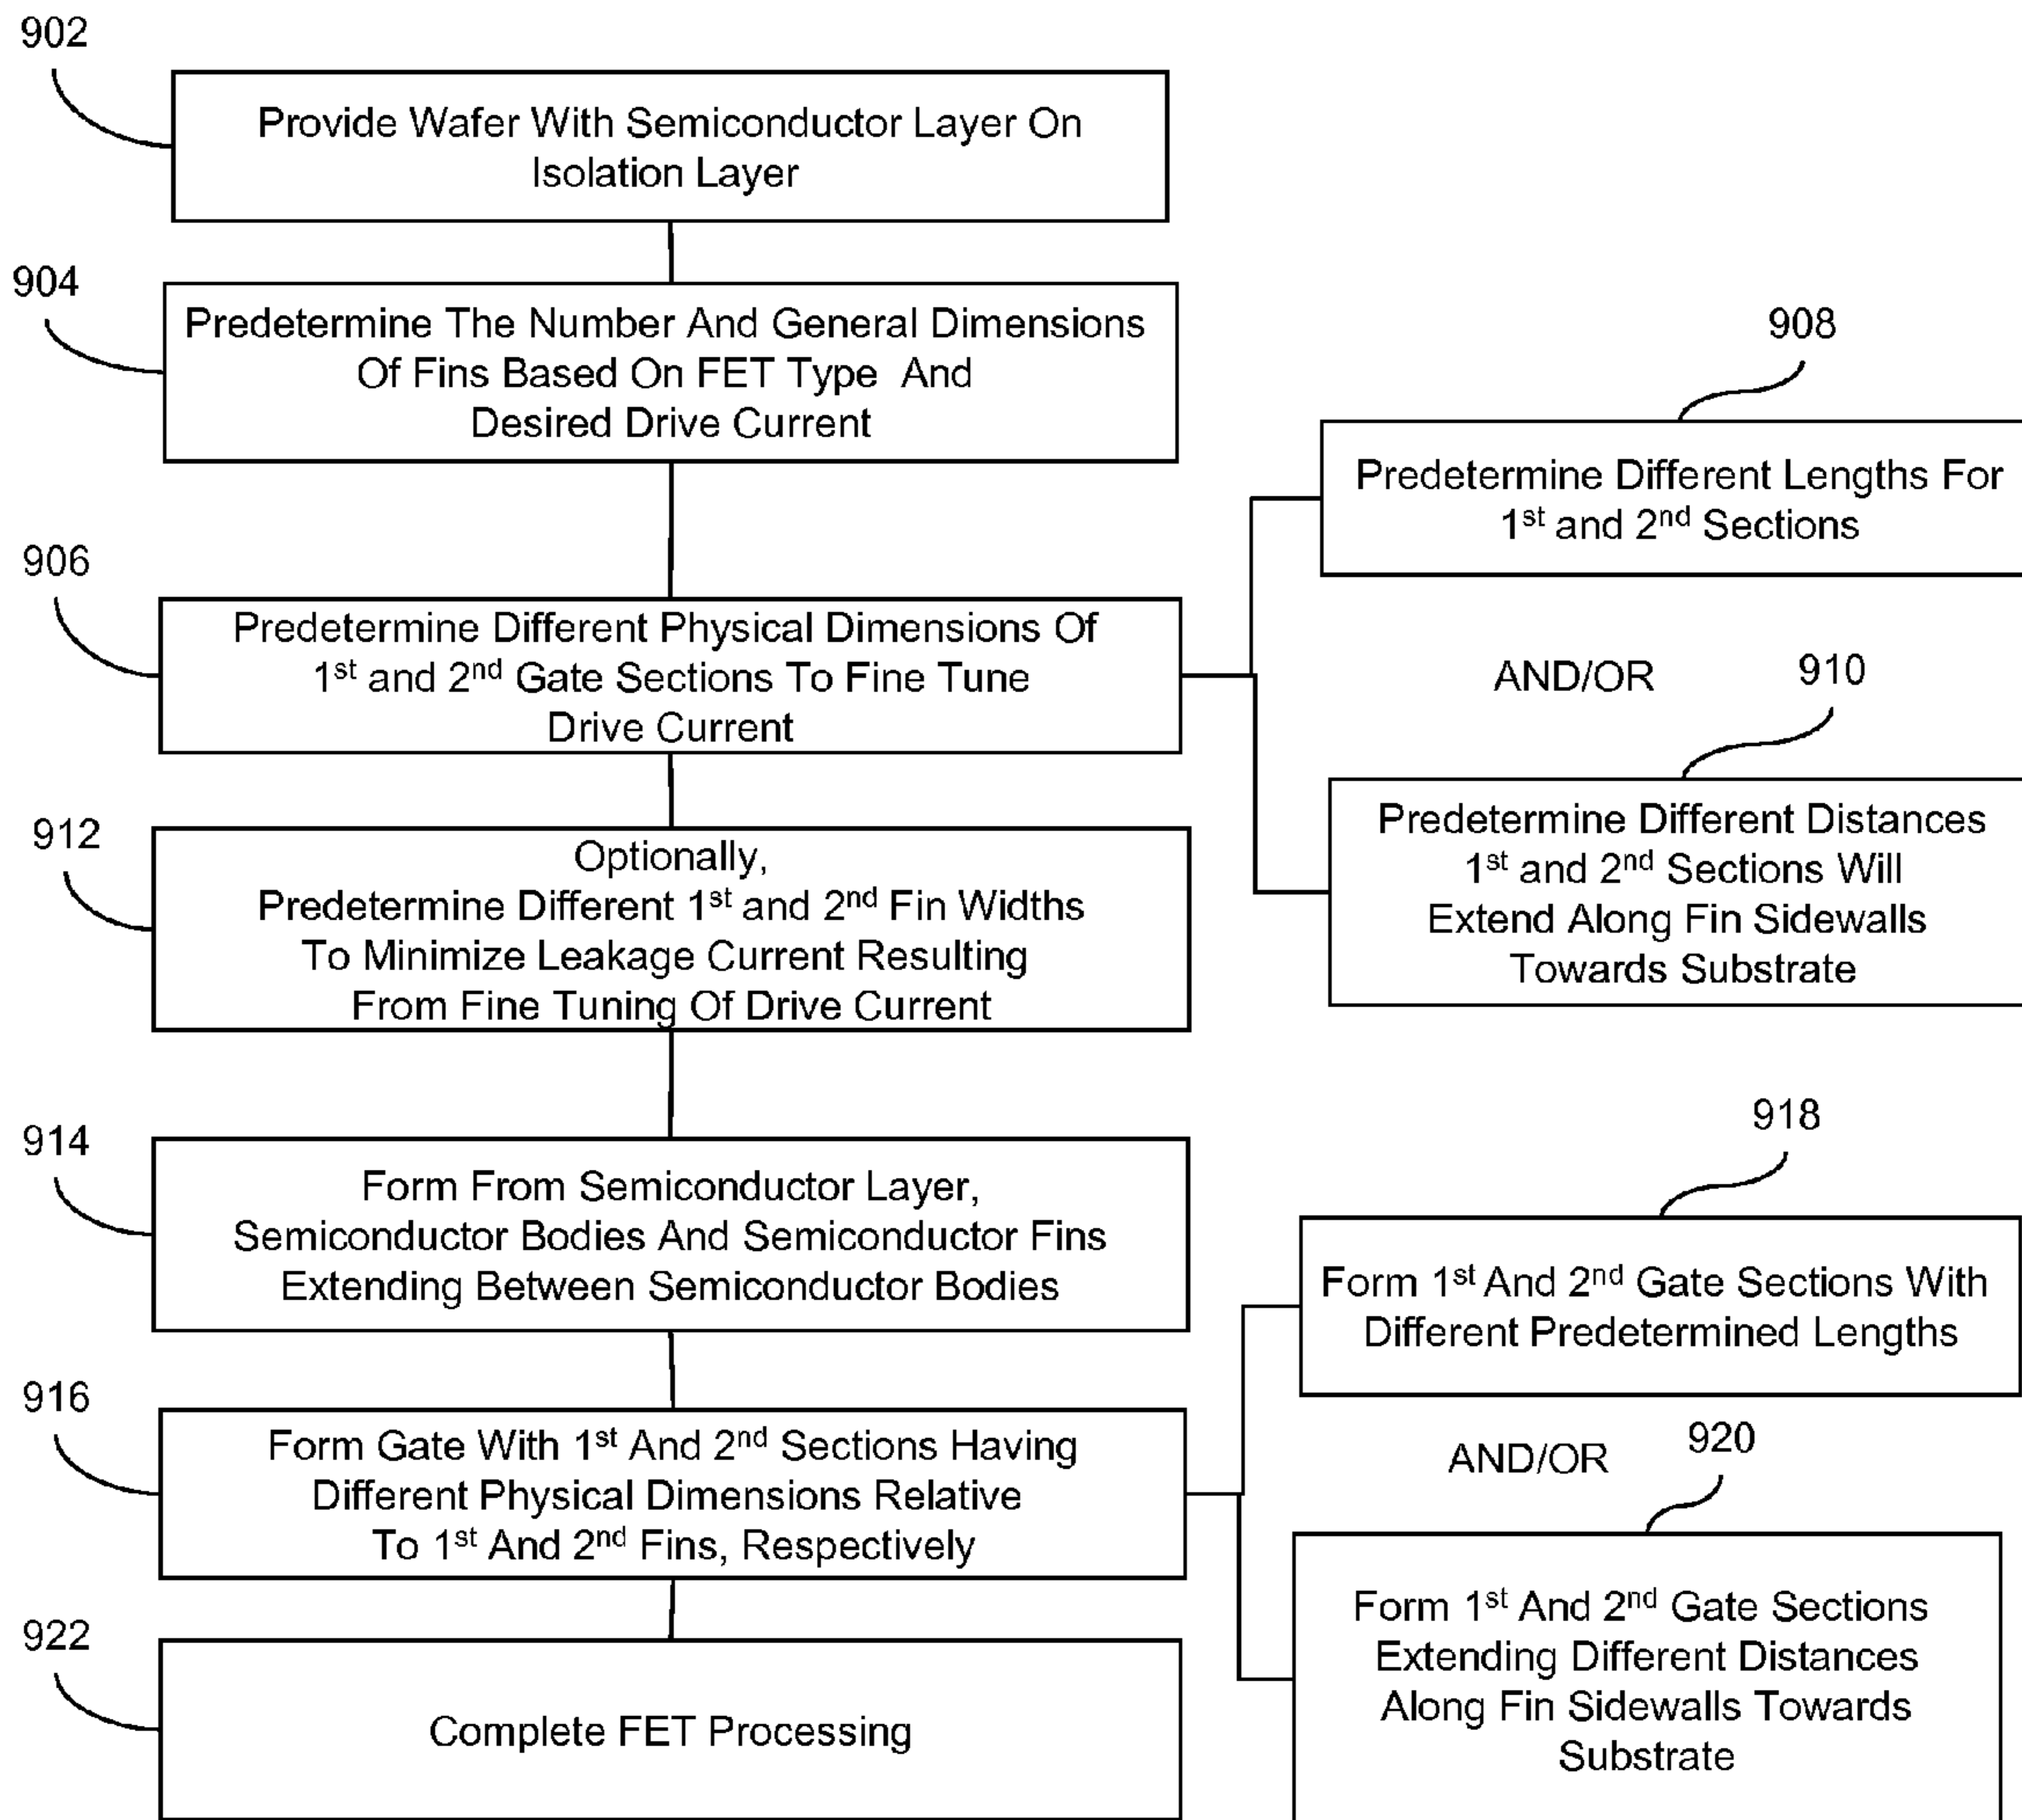 902
Provide Wafer With Semiconductor Layer On
Isolation Layer
904
Predetermine The Number And General Dimensions
Of Fins Based On FET Type And
Desired Drive Current
906
Predetermine Different Physical Dimensions Of
1st and 2nd Gate Sections To Fine Tune
Drive Current
908
Predetermine Different Lengths For
1st and 2nd Sections
AND/OR
910
Predetermine Different Distances
1st and 2nd Sections Will
Extend Along Fin Sidewalls
Towards Substrate
912
Optionally,
Predetermine Different 1st and 2nd Fin Widths
To Minimize Leakage Current Resulting
From Fine Tuning Of Drive Current
914
Form From Semiconductor Layer,
Semiconductor Bodies And Semiconductor Fins
Extending Between Semiconductor Bodies
916
Form Gate With 1st And 2nd Sections Having
Different Physical Dimensions Relative
To 1st And 2nd Fins, Respectively
918
Form 1st And 2nd Gate Sections With
Different Predetermined Lengths
AND/OR
920
Form 1st And 2nd Gate Sections
Extending Different Distances
Along Fin Sidewalls Towards
Substrate
922
Complete FET Processing